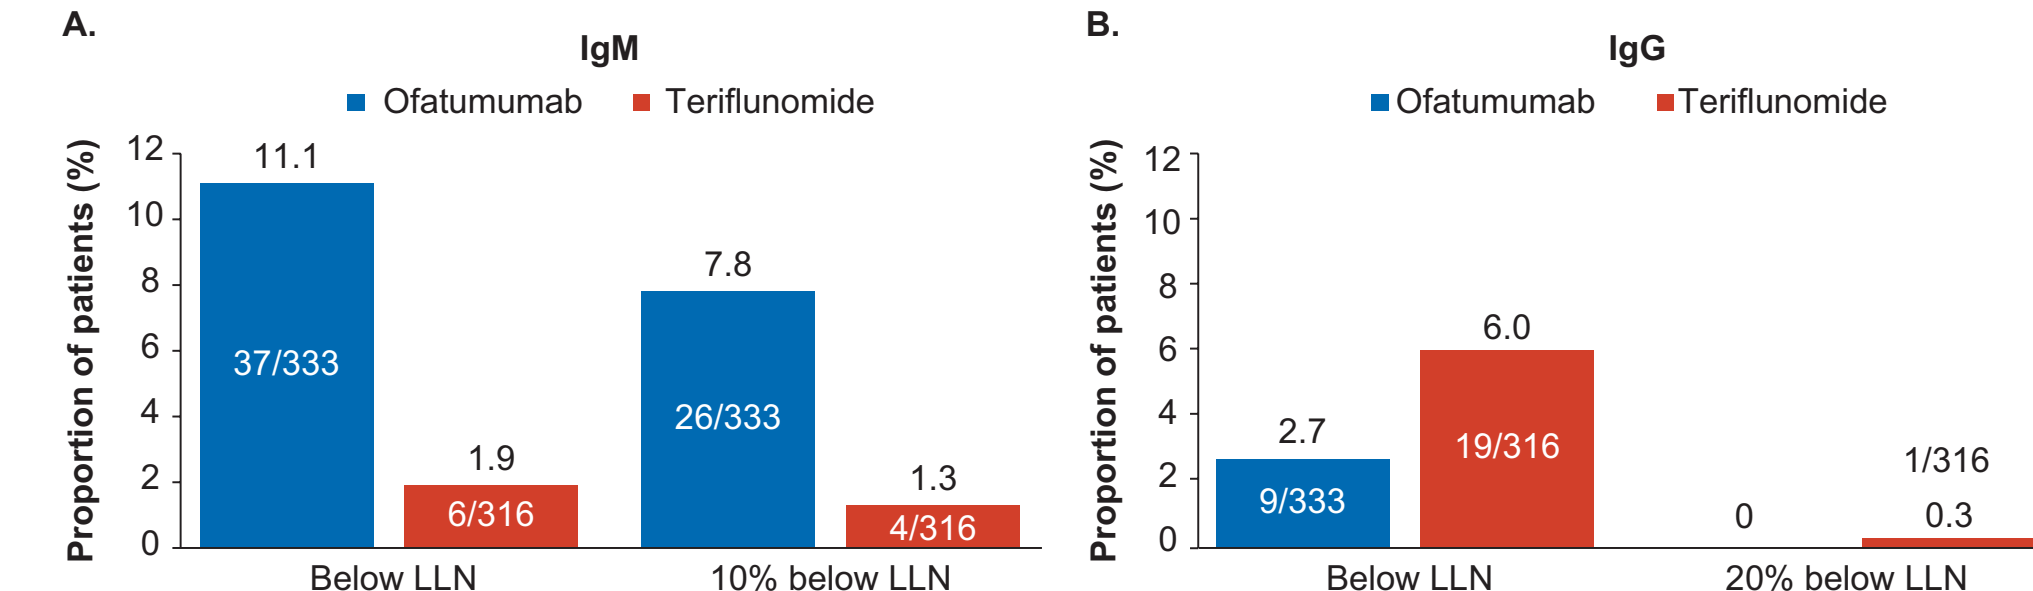 A.
IgM
Ofatumumab Teriflunomide
Proportion of patients (%)
12
10
8
6
4
2
0
11.1
37/333
1.9
6/316
7.8
26/333
1.3
4/316
Below LLN
10% below LLN
B.
IgG
Ofatumumab Teriflunomide
Proportion of patients (%)
12
10
8
6
4
2
0
2.7
9/333
6.0
19/316
0
1/316
0.3
Below LLN
20% below LLN